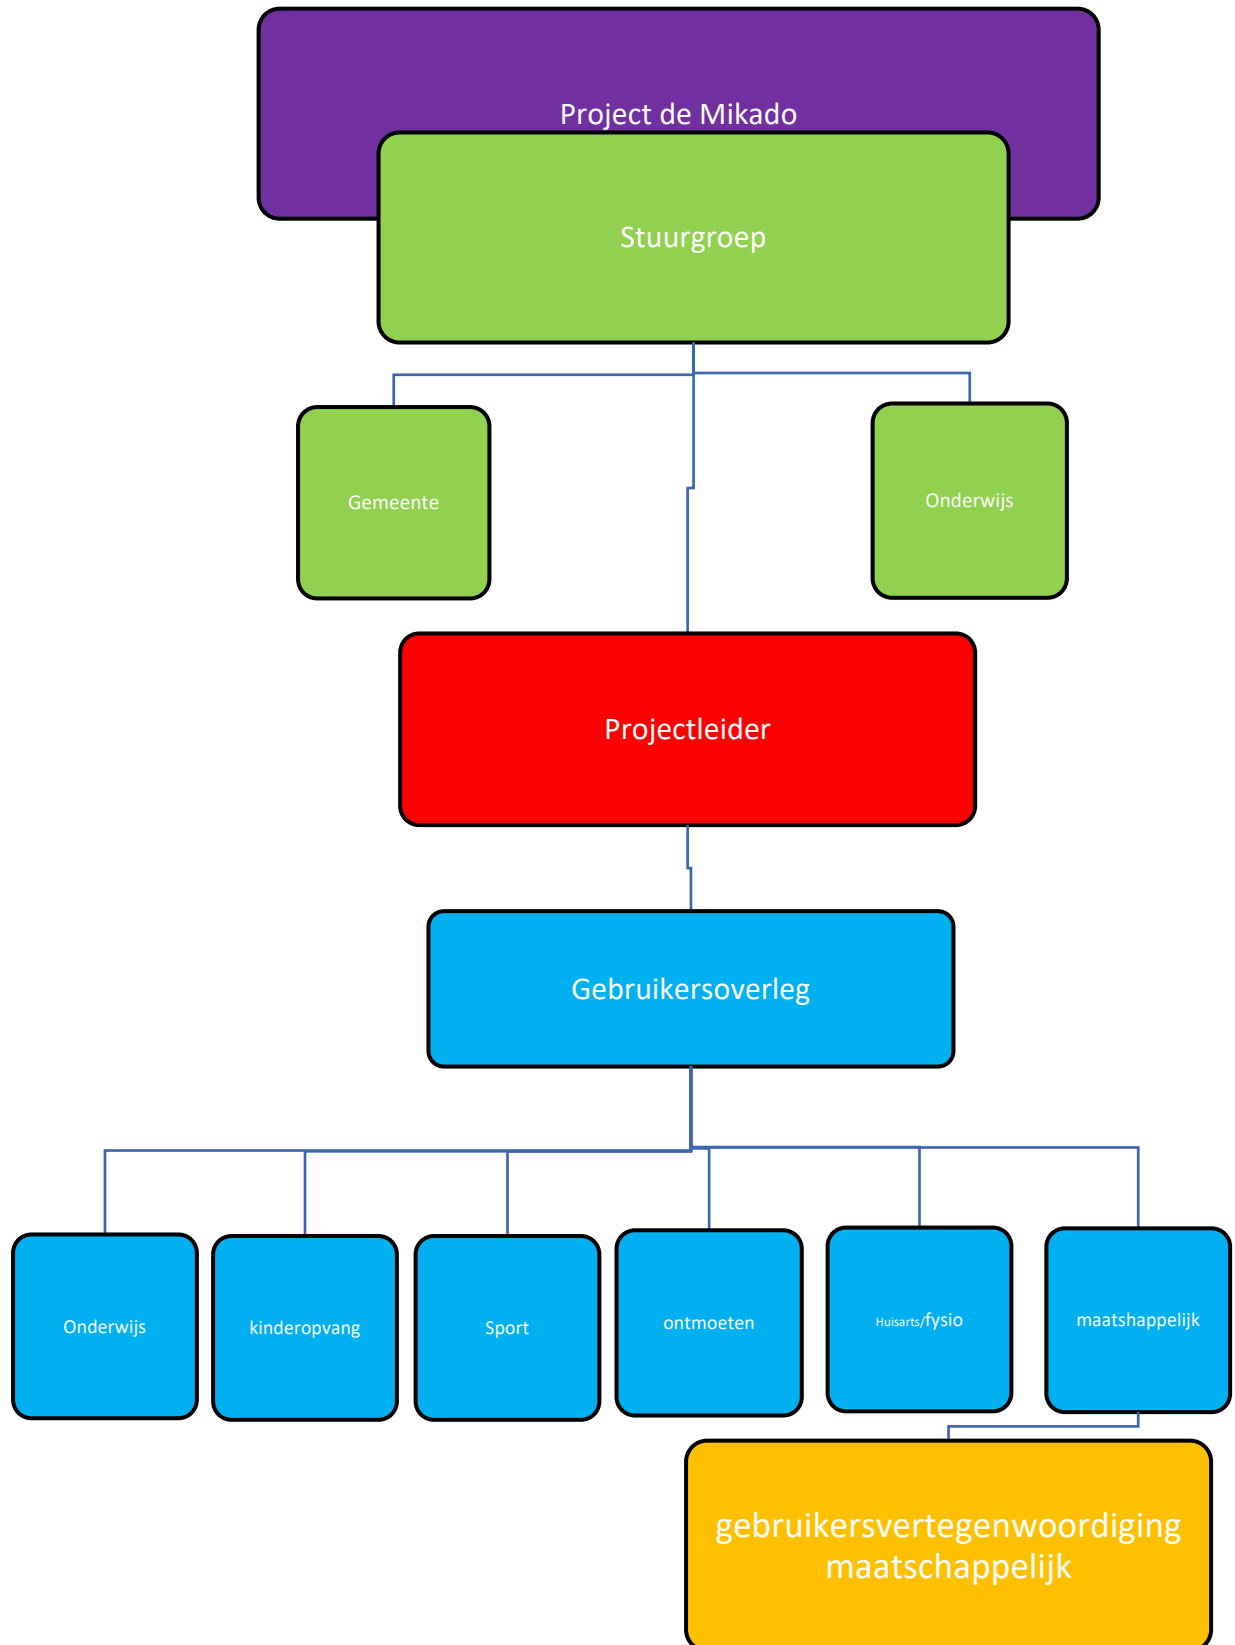 Project de Mikado
Stuurgroep
Gemeente
Onderwijs
Projectleider
Gebruikersoverleg
Onderwijs
kinderopvang
Sport
ontmoeten
Huisarts/fysio
maatshappelijk
gebruikersvertegenwoordiging
maatschappelijk